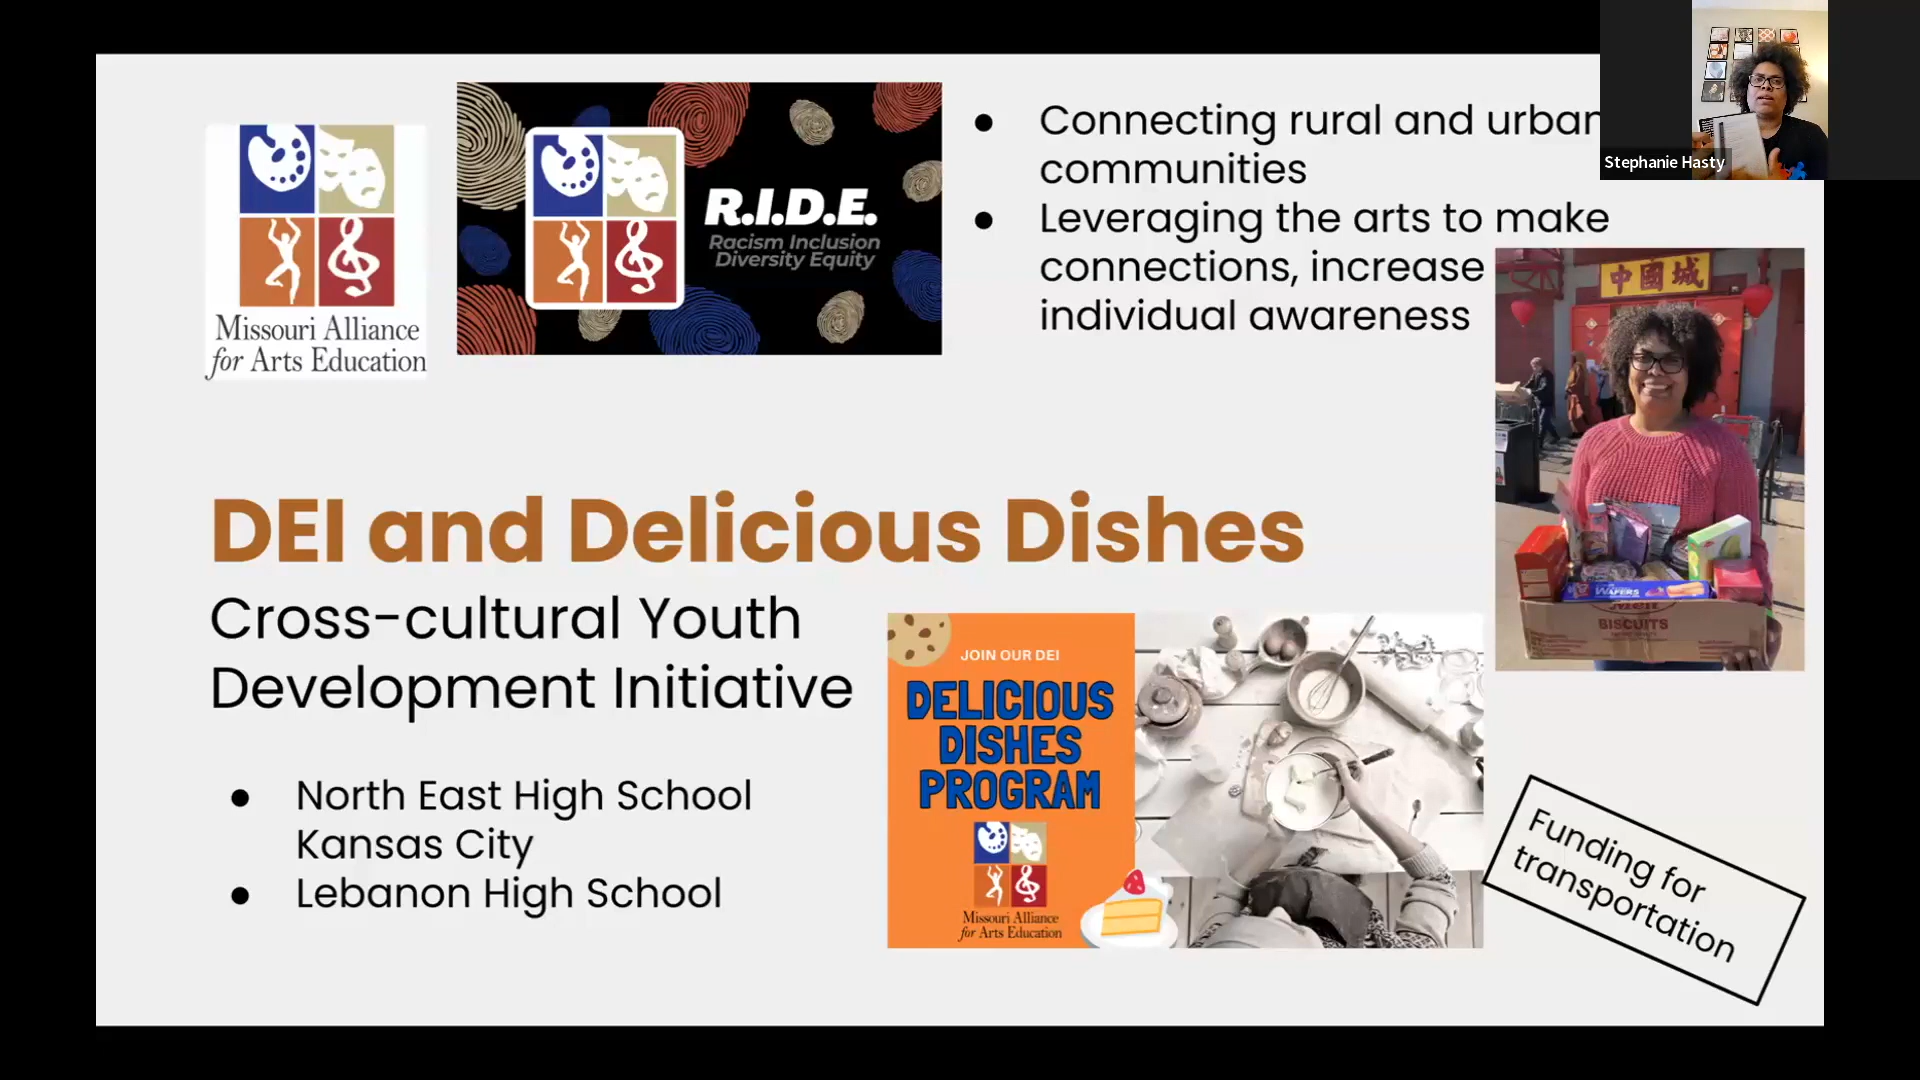 Missouri Alliance
for Arts Education
R.I.D.E.
Racism Inclusion
Diversity Equity
● Connecting rural and urban
communities
● Leveraging the arts to make
connections, increase
individual awareness
Stephanie Hasty
中國城
WAFERS
BISCUITS
DEI and Delicious Dishes
Cross-cultural Youth
Development Initiative
● North East High School
Kansas City
● Lebanon High School
JOIN OUR DEI
DELICIOUS
DISHES
PROGRAM
Missouri Alliance
for Arts Education
Funding for
transportation